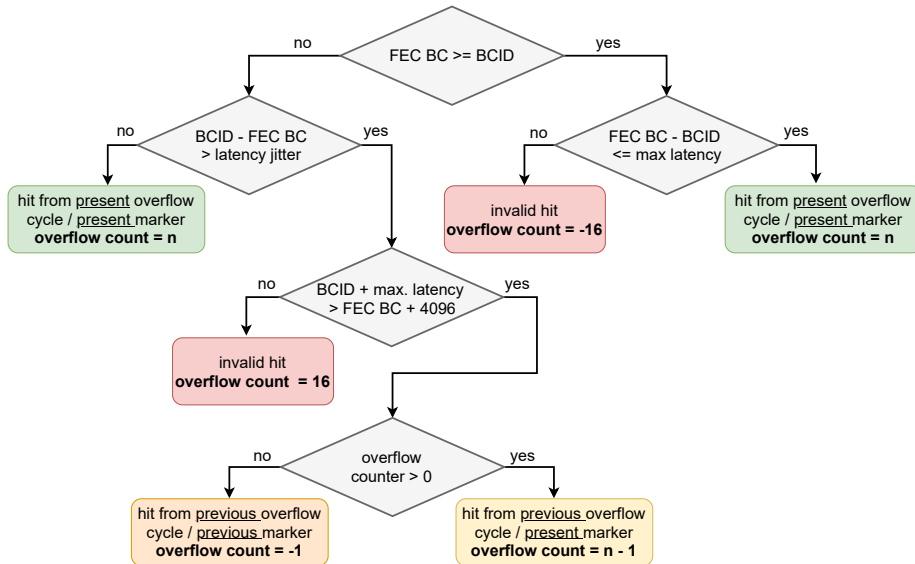 no
FEC BC >= BCID
yes
no
BCID - FEC BC
> latency jitter
yes
no
FEC BC - BCID
<= max latency
yes
hit from present overflow
cycle / present marker
overflow count = n
invalid hit
overflow count = -16
hit from present overflow
cycle / present marker
overflow count = n
no
BCID + max. latency
> FEC BC + 4096
yes
invalid hit
overflow count = 16
no
overflow
counter > 0
yes
hit from previous overflow
cycle / previous marker
overflow count = -1
hit from previous overflow
cycle / present marker
overflow count = n - 1